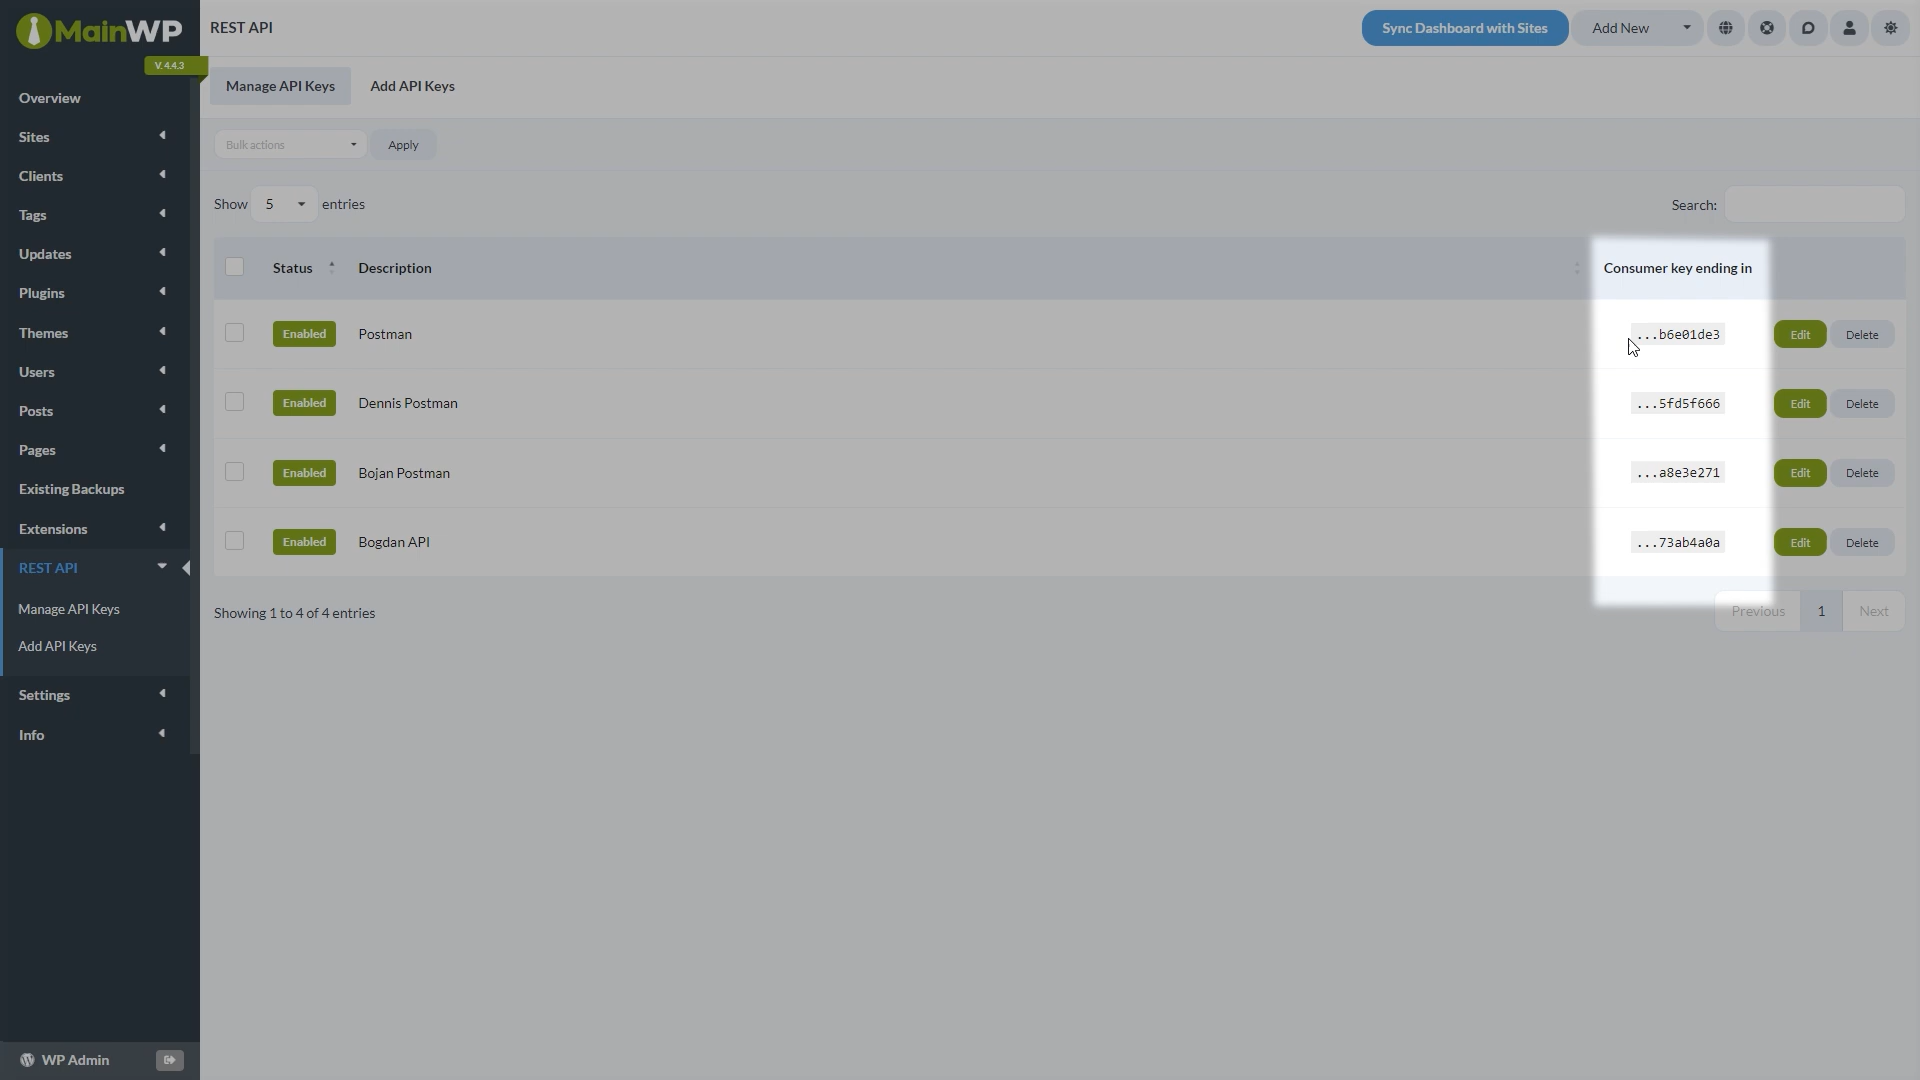 MainWP
V. 4.4.3
Overview
Sites
Clients
Tags
Updates
Plugins
Themes
Users
Posts
Pages
Existing Backups
Extensions
REST API
Manage API Keys
Add API Keys
Settings
Info
WP Admin
REST API
Sync Dashboard with Sites
Add New
Manage API Keys Add API Keys
Bulk actions Apply
Show 5 entries Search:
Status Description Consumer key ending in
Enabled Postman ...b6e01de3 Edit Delete
Enabled Dennis Postman ...5fd5f666 Edit Delete
Enabled Bojan Postman ...a8e3e271 Edit Delete
Enabled Bogdan API ...73ab4a0a Edit Delete
Showing 1 to 4 of 4 entries Previous 1 Next